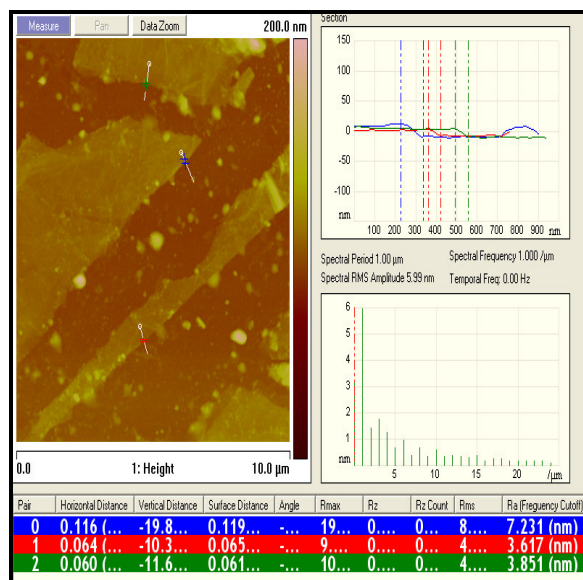 Measure Pan Data Zoom 200.0 nm
0.0 1: Height 10.0 µm
Section
150
100
50
0
-50
-100
nm
100 200 300 400 500 600 700 800 900 nm
Spectral Period 1.00 µm Spectral Frequency 1.000 /µm
Spectral RMS Amplitude 5.99 nm Temporal Freq: 0.00 Hz
6
5
4
3
2
1
nm
5 10 15 20 /µm
Pair Horizontal Distance Vertical Distance Surface Distance Angle Rmax Rz Rz Count Rms Ra (Freguency Cutoff)
0 0.116 (... -19.8... 0.119... -... 19... 0.... 0... 8... 7.231 (nm)
1 0.064 (... -10.3... 0.065... -... 9... 0.... 0... 4... 3.617 (nm)
2 0.060 (... -11.6... 0.061... -... 10... 0.... 0... 4... 3.851 (nm)